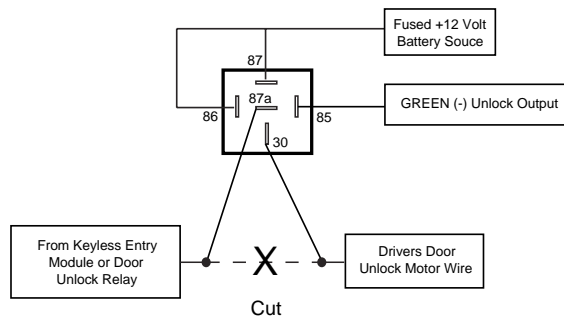 Fused +12 Volt
Battery Souce
87
87a
86
85
GREEN (-) Unlock Output
30
From Keyless Entry
Module or Door
Unlock Relay
X
Drivers Door
Unlock Motor Wire
Cut